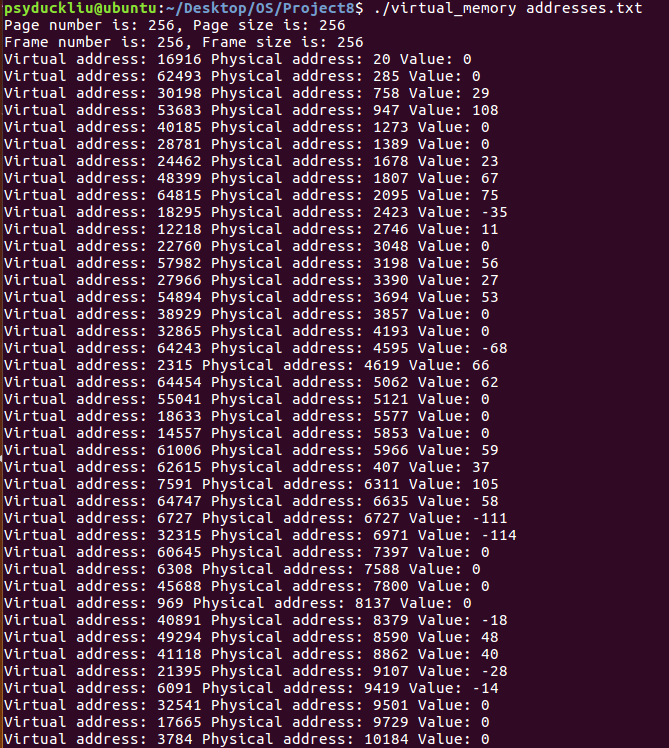 psyduckliu@ubuntu:~/Desktop/OS/Project8$ ./virtual_memory addresses.txt
Page number is: 256, Page size is: 256
Frame number is: 256, Frame size is: 256
Virtual address: 16916 Physical address: 20 Value: 0
Virtual address: 62493 Physical address: 285 Value: 0
Virtual address: 30198 Physical address: 758 Value: 29
Virtual address: 53683 Physical address: 947 Value: 108
Virtual address: 40185 Physical address: 1273 Value: 0
Virtual address: 28781 Physical address: 1389 Value: 0
Virtual address: 24462 Physical address: 1678 Value: 23
Virtual address: 48399 Physical address: 1807 Value: 67
Virtual address: 64815 Physical address: 2095 Value: 75
Virtual address: 18295 Physical address: 2423 Value: -35
Virtual address: 12218 Physical address: 2746 Value: 11
Virtual address: 22760 Physical address: 3048 Value: 0
Virtual address: 57982 Physical address: 3198 Value: 56
Virtual address: 27966 Physical address: 3390 Value: 27
Virtual address: 54894 Physical address: 3694 Value: 53
Virtual address: 38929 Physical address: 3857 Value: 0
Virtual address: 32865 Physical address: 4193 Value: 0
Virtual address: 64243 Physical address: 4595 Value: -68
Virtual address: 2315 Physical address: 4619 Value: 66
Virtual address: 64454 Physical address: 5062 Value: 62
Virtual address: 55041 Physical address: 5121 Value: 0
Virtual address: 18633 Physical address: 5577 Value: 0
Virtual address: 14557 Physical address: 5853 Value: 0
Virtual address: 61006 Physical address: 5966 Value: 59
Virtual address: 62615 Physical address: 407 Value: 37
Virtual address: 7591 Physical address: 6311 Value: 105
Virtual address: 64747 Physical address: 6635 Value: 58
Virtual address: 6727 Physical address: 6727 Value: -111
Virtual address: 32315 Physical address: 6971 Value: -114
Virtual address: 60645 Physical address: 7397 Value: 0
Virtual address: 6308 Physical address: 7588 Value: 0
Virtual address: 45688 Physical address: 7800 Value: 0
Virtual address: 969 Physical address: 8137 Value: 0
Virtual address: 40891 Physical address: 8379 Value: -18
Virtual address: 49294 Physical address: 8590 Value: 48
Virtual address: 41118 Physical address: 8862 Value: 40
Virtual address: 21395 Physical address: 9107 Value: -28
Virtual address: 6091 Physical address: 9419 Value: -14
Virtual address: 32541 Physical address: 9501 Value: 0
Virtual address: 17665 Physical address: 9729 Value: 0
Virtual address: 3784 Physical address: 10184 Value: 0